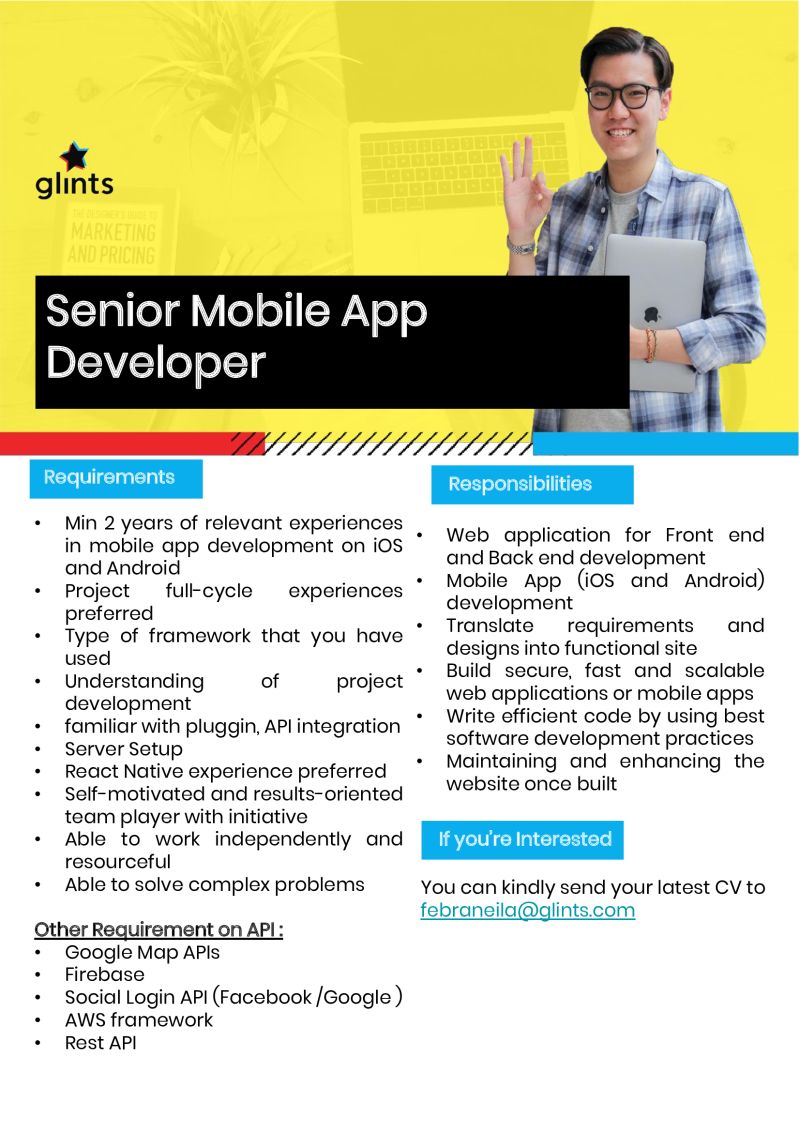 glints
THE DESIGNER'S GUIDE TO
MARKETING
AND PRICING
Senior Mobile App
Developer
Requirements
• Min 2 years of relevant experiences
in mobile app development on iOS
and Android
• Project full-cycle experiences
preferred
• Type of framework that you have
used
• Understanding of project
development
• familiar with pluggin, API integration
• Server Setup
• React Native experience preferred
• Self-motivated and results-oriented
team player with initiative
• Able to work independently and
resourceful
• Able to solve complex problems
Other Requirement on API :
• Google Map APIs
• Firebase
• Social Login API (Facebook /Google )
• AWS framework
• Rest API
Responsibilities
• Web application for Front end
and Back end development
• Mobile App (iOS and Android)
development
• Translate requirements and
designs into functional site
• Build secure, fast and scalable
web applications or mobile apps
• Write efficient code by using best
software development practices
• Maintaining and enhancing the
website once built
If you're Interested
You can kindly send your latest CV to
febraneila@glints.com